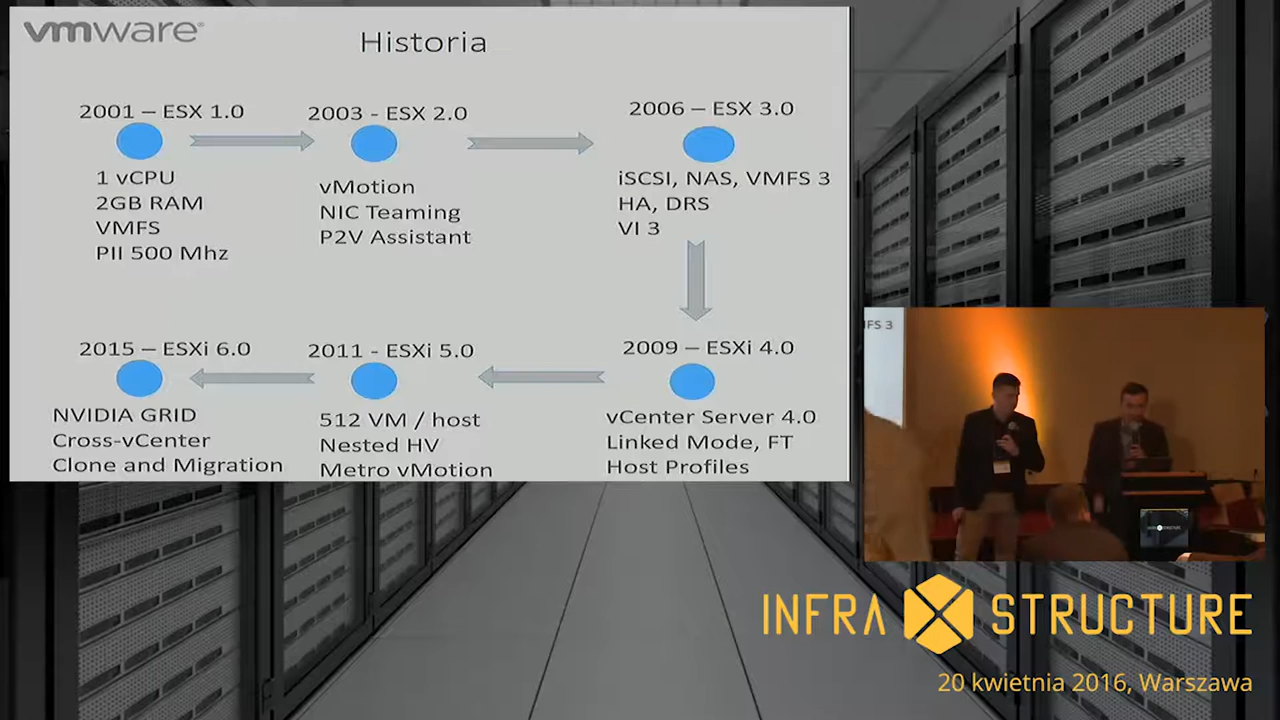 vmware®
Historia
2001 – ESX 1.0
1 vCPU
2GB RAM
VMFS
PII 500 Mhz
2003 - ESX 2.0
vMotion
NIC Teaming
P2V Assistant
2006 – ESX 3.0
iSCSI, NAS, VMFS 3
HA, DRS
VI 3
2009 – ESXi 4.0
vCenter Server 4.0
Linked Mode, FT
Host Profiles
2011 - ESXi 5.0
512 VM / host
Nested HV
Metro vMotion
2015 – ESXi 6.0
NVIDIA GRID
Cross-vCenter
Clone and Migration
MFS 3
INFRA STRUCTURE
20 kwietnia 2016, Warszawa